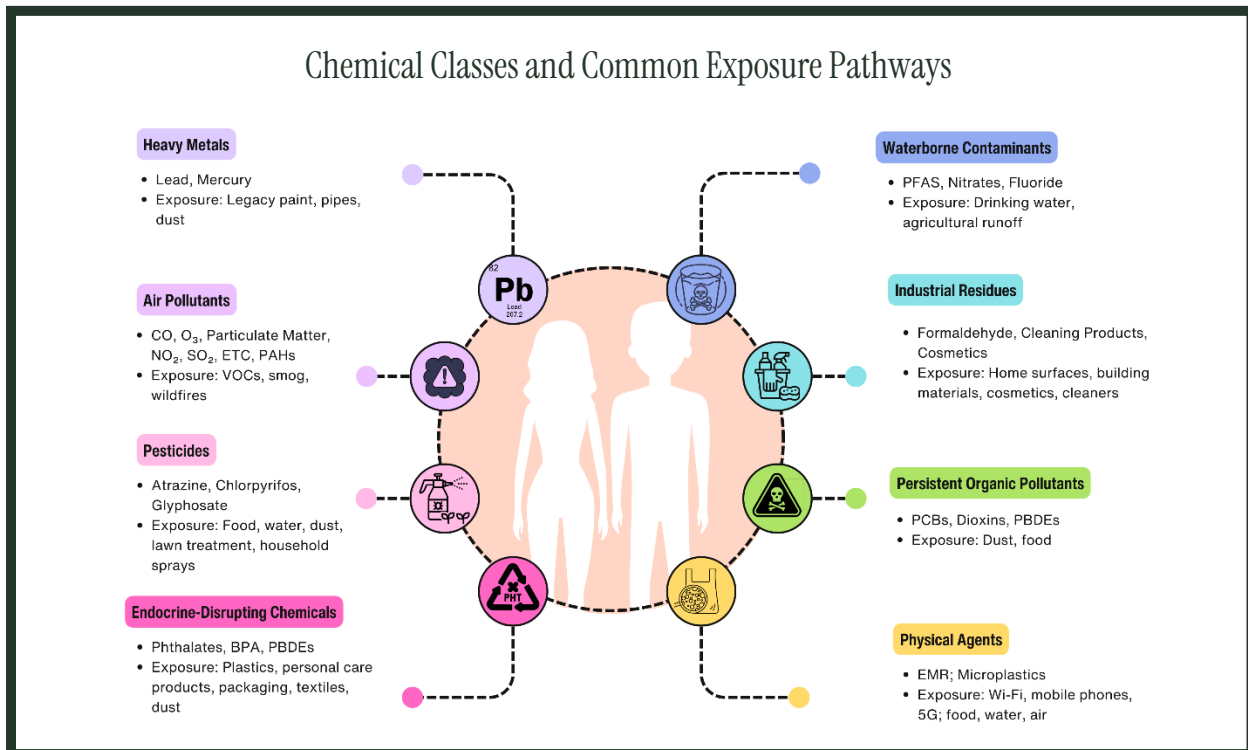 Chemical Classes and Common Exposure Pathways
Heavy Metals
• Lead, Mercury
• Exposure: Legacy paint, pipes,
dust
Air Pollutants
• CO, O₃, Particulate Matter,
NO₂, SO₂, ETC, PAHs
• Exposure: VOCs, smog,
wildfires
Pesticides
• Atrazine, Chlorpyrifos,
Glyphosate
• Exposure: Food, water, dust,
lawn treatment, household
sprays
Endocrine-Disrupting Chemicals
• Phthalates, BPA, PBDEs
• Exposure: Plastics, personal care
products, packaging, textiles,
dust
82
Pb
Lead
207.2
PHT
Waterborne Contaminants
• PFAS, Nitrates, Fluoride
• Exposure: Drinking water,
agricultural runoff
Industrial Residues
• Formaldehyde, Cleaning Products,
Cosmetics
• Exposure: Home surfaces, building
materials, cosmetics, cleaners
Persistent Organic Pollutants
• PCBs, Dioxins, PBDEs
• Exposure: Dust, food
Physical Agents
• EMR; Microplastics
• Exposure: Wi-Fi, mobile phones,
5G; food, water, air